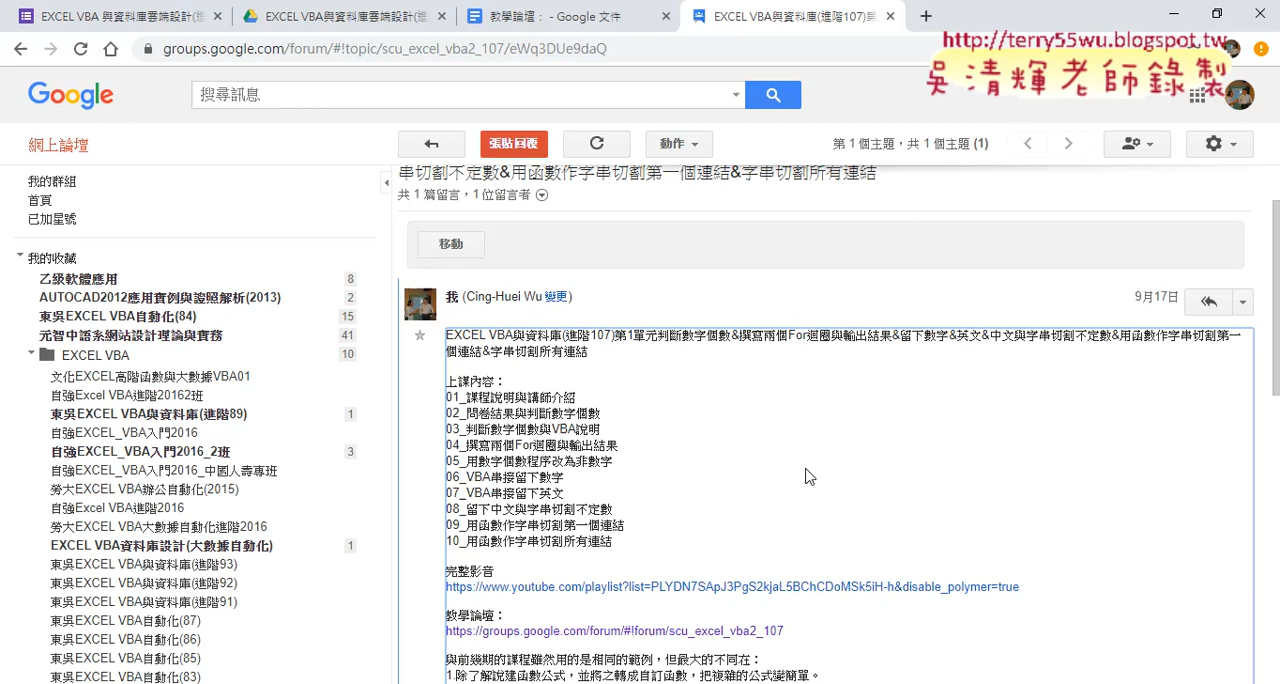 EXCEL VBA 與資料庫雲端設計(進
EXCEL VBA與資料庫雲端設計(進
教學論壇： - Google 文件
EXCEL VBA與資料庫(進階107)第
groups.google.com/forum/#!topic/scu_excel_vba2_107/eWq3DUe9daQ
http://terry55wu.blogspot.tw
吳清輝老師錄製
Google
搜尋訊息
網上論壇
張貼回覆
動作
第 1 個主題，共 1 個主題 (1)
我的群組
首頁
已加星號
我的收藏
乙級軟體應用 8
AUTOCAD2012應用實例與證照解析(2013) 2
東吳EXCEL VBA自動化(84) 15
元智中語系網站設計理論與實務 41
EXCEL VBA 10
文化EXCEL高階函數與大數據VBA01
自強Excel VBA進階20162班
東吳EXCEL VBA與資料庫(進階89) 1
自強EXCEL_VBA入門2016
自強EXCEL_VBA入門2016_2班 3
自強EXCEL_VBA入門2016_中國人壽專班
勞大EXCEL VBA辦公自動化(2015)
自強Excel VBA進階2016
勞大EXCEL VBA大數據自動化進階2016
EXCEL VBA資料庫設計(大數據自動化) 1
東吳EXCEL VBA與資料庫(進階93)
東吳EXCEL VBA與資料庫(進階92)
東吳EXCEL VBA與資料庫(進階91)
東吳EXCEL VBA自動化(87)
東吳EXCEL VBA自動化(86)
東吳EXCEL VBA自動化(85)
東吳EXCEL VBA自動化(83)
串切割不定數&用函數作字串切割第一個連結&字串切割所有連結
共 1 篇留言，1 位留言者
移動
我 (Cing-Huei Wu 變更)
9月17日
EXCEL VBA與資料庫(進階107)第1單元判斷數字個數&撰寫兩個For迴圈與輸出結果&留下數字&英文&中文與字串切割不定數&用函數作字串切割第一
個連結&字串切割所有連結
上課內容：
01_課程說明與講師介紹
02_問卷結果與判斷數字個數
03_判斷數字個數與VBA說明
04_撰寫兩個For迴圈與輸出結果
05_用數字個數程序改為非數字
06_VBA串接留下數字
07_VBA串接留下英文
08_留下中文與字串切割不定數
09_用函數作字串切割第一個連結
10_用函數作字串切割所有連結
完整影音
https://www.youtube.com/playlist?list=PLYDN7SApJ3PgS2kjaL5BChCDoMSk5iH-h&disable_polymer=true
教學論壇：
https://groups.google.com/forum/#!forum/scu_excel_vba2_107
與前幾期的課程雖然用的是相同的範例，但最大的不同在：
1.除了解說建函數公式，並將之轉成自訂函數，把複雜的公式變簡單。